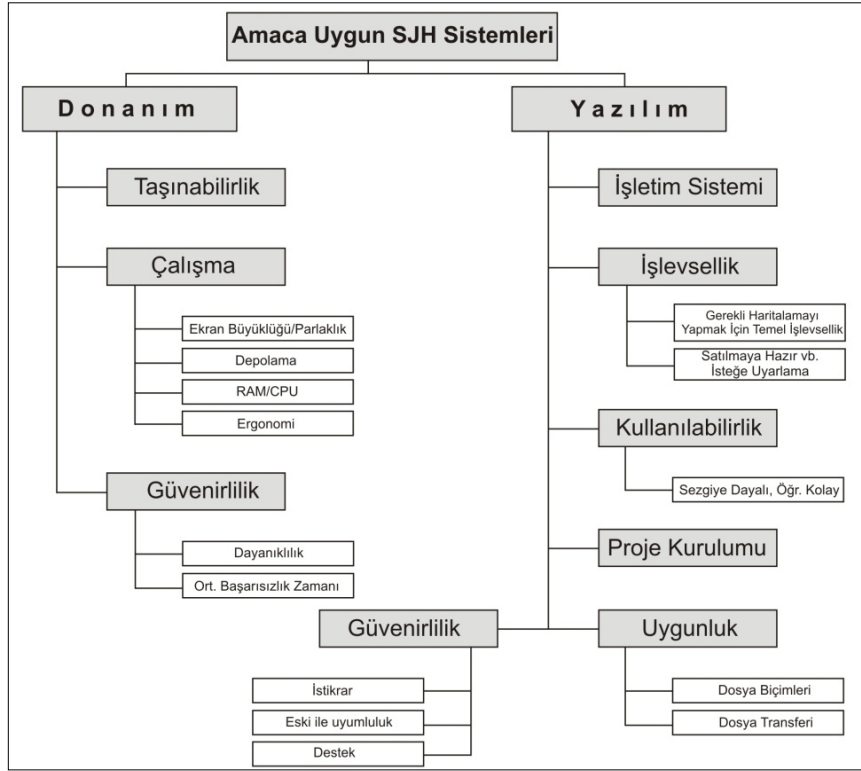 Amaca Uygun SJH Sistemleri
Donanım
Taşınabilirlik
Çalışma
Ekran Büyüklüğü/Parlaklık
Depolama
RAM/CPU
Ergonomi
Güvenirlilik
Dayanıklılık
Ort. Başarısızlık Zamanı
Yazılım
İşletim Sistemi
İşlevsellik
Gerekli Haritalamayı
Yapmak İçin Temel İşlevsellik
Satılmaya Hazır vb.
İsteğe Uyarlama
Kullanılabilirlik
Sezgiye Dayalı, Öğr. Kolay
Proje Kurulumu
Güvenirlilik
İstikrar
Eski ile uyumluluk
Destek
Uygunluk
Dosya Biçimleri
Dosya Transferi